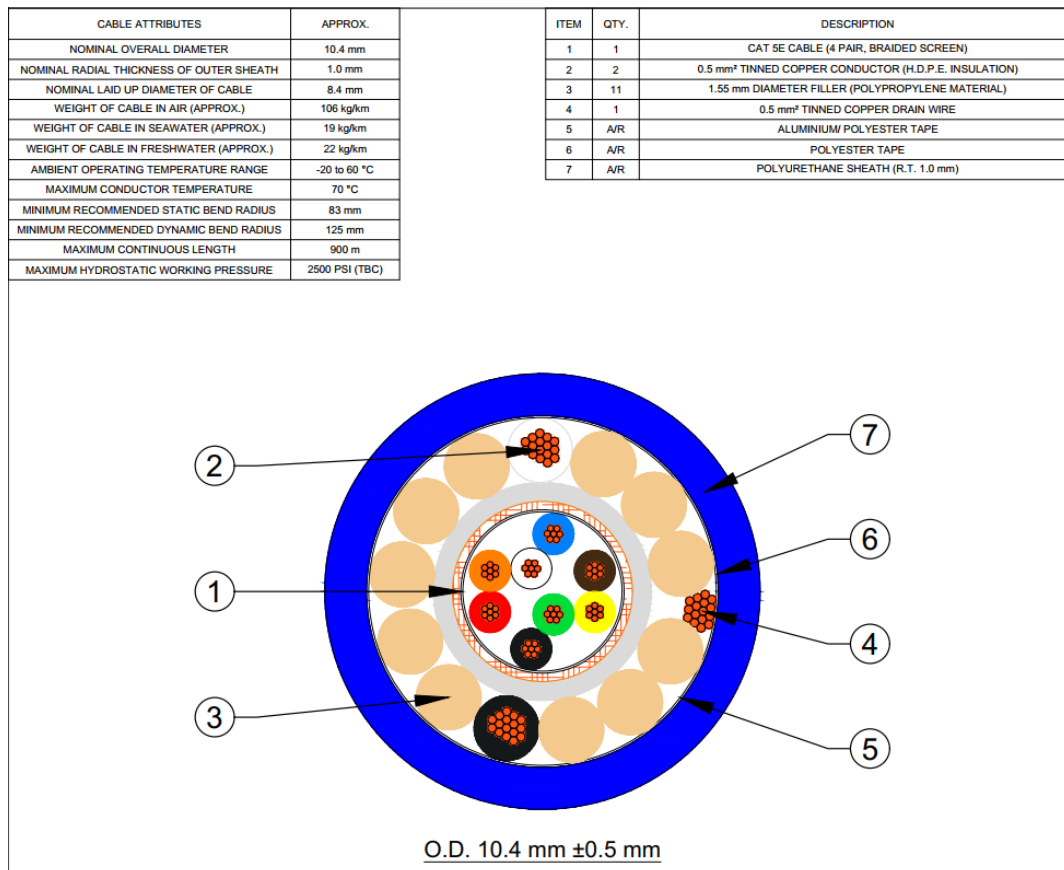 CABLE ATTRIBUTES APPROX.
NOMINAL OVERALL DIAMETER 10.4 mm
NOMINAL RADIAL THICKNESS OF OUTER SHEATH 1.0 mm
NOMINAL LAID UP DIAMETER OF CABLE 8.4 mm
WEIGHT OF CABLE IN AIR (APPROX.) 106 kg/km
WEIGHT OF CABLE IN SEAWATER (APPROX.) 19 kg/km
WEIGHT OF CABLE IN FRESHWATER (APPROX.) 22 kg/km
AMBIENT OPERATING TEMPERATURE RANGE -20 to 60 °C
MAXIMUM CONDUCTOR TEMPERATURE 70 °C
MINIMUM RECOMMENDED STATIC BEND RADIUS 83 mm
MINIMUM RECOMMENDED DYNAMIC BEND RADIUS 125 mm
MAXIMUM CONTINUOUS LENGTH 900 m
MAXIMUM HYDROSTATIC WORKING PRESSURE 2500 PSI (TBC)
ITEM QTY. DESCRIPTION
1 1 CAT 5E CABLE (4 PAIR, BRAIDED SCREEN)
2 2 0.5 mm² TINNED COPPER CONDUCTOR (H.D.P.E. INSULATION)
3 11 1.55 mm DIAMETER FILLER (POLYPROPYLENE MATERIAL)
4 1 0.5 mm² TINNED COPPER DRAIN WIRE
5 A/R ALUMINIUM/ POLYESTER TAPE
6 A/R POLYESTER TAPE
7 A/R POLYURETHANE SHEATH (R.T. 1.0 mm)
2
1
3
7
6
4
5
O.D. 10.4 mm ±0.5 mm